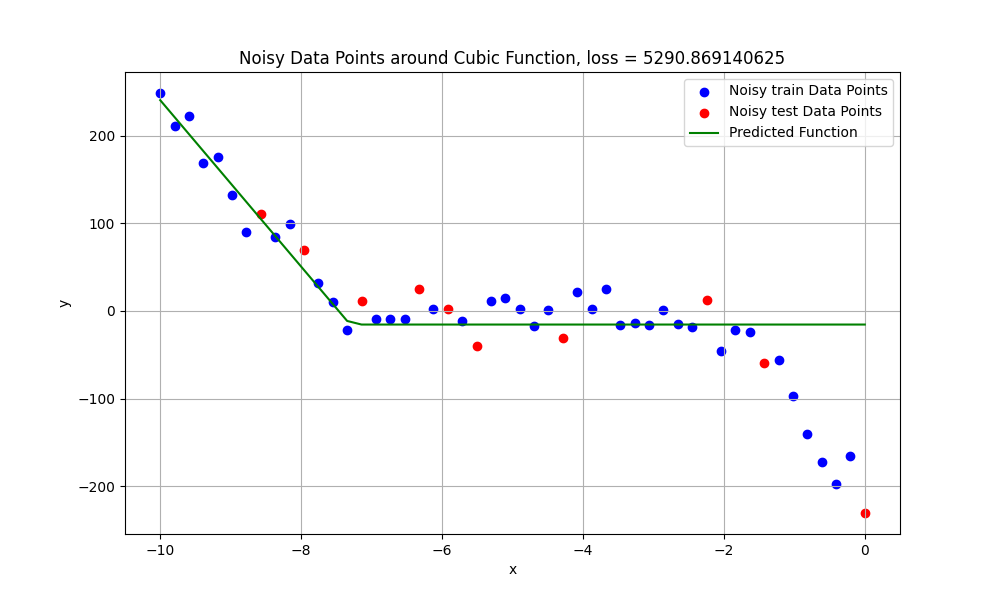 Noisy Data Points around Cubic Function, loss = 5290.869140625
Noisy train Data Points
Noisy test Data Points
Predicted Function
200
100
0
−100
−200
y
−10 −8 −6 −4 −2 0
x